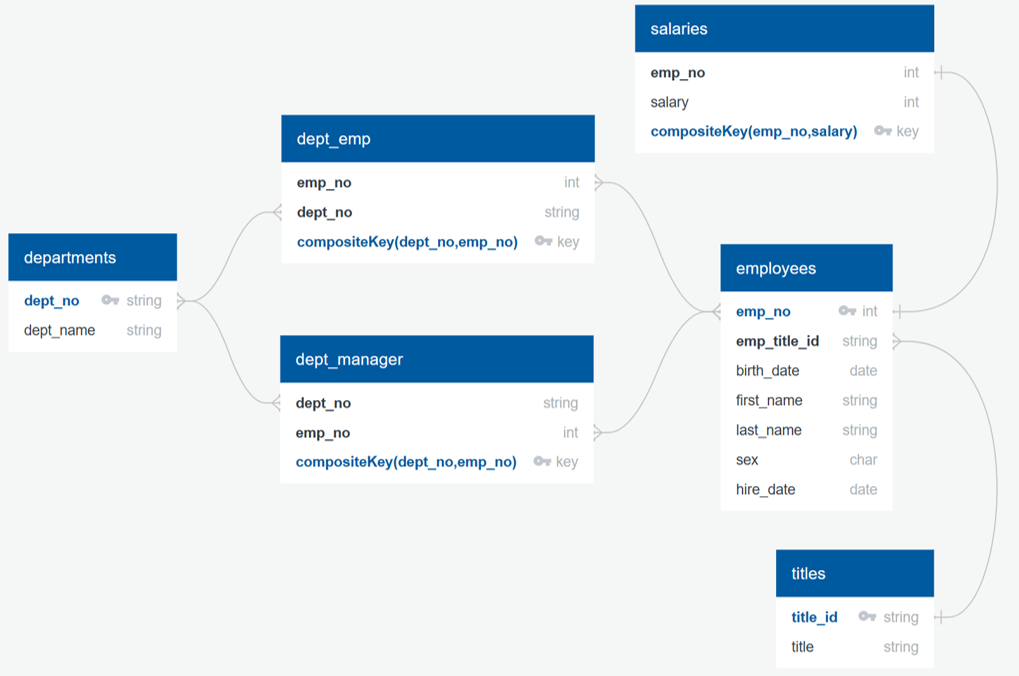 salaries
emp_no int
salary int
compositeKey(emp_no,salary) key
dept_emp
emp_no int
dept_no string
compositeKey(dept_no,emp_no) key
departments
dept_no string
dept_name string
employees
emp_no int
emp_title_id string
birth_date date
first_name string
last_name string
sex char
hire_date date
dept_manager
dept_no string
emp_no int
compositeKey(dept_no,emp_no) key
titles
title_id string
title string